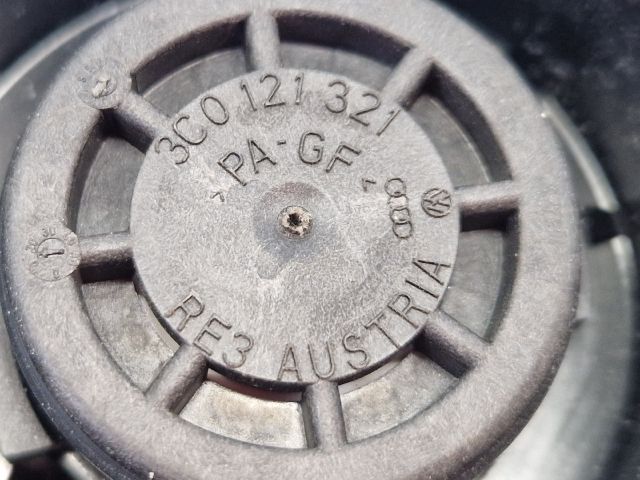 3C0 121 321
>PA-GF<
RE3 AUSTRIA